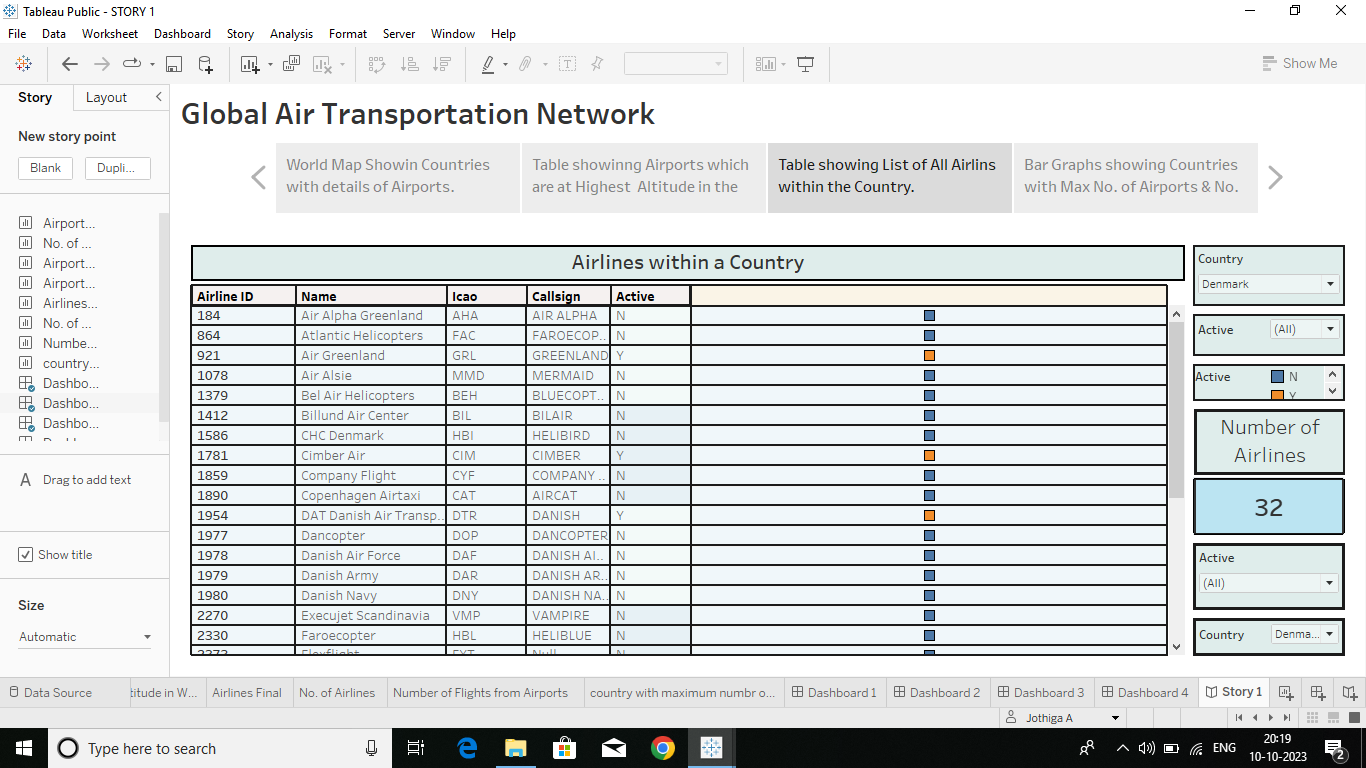 Tableau Public - STORY 1
File Data Worksheet Dashboard Story Analysis Format Server Window Help
Show Me
Story Layout
New story point
Blank Dupli...
Airport...
No. of ...
Airport...
Airport...
Airlines...
No. of ...
Numbe...
country...
Dashbo...
Dashbo...
Dashbo...
A Drag to add text
Show title
Size
Automatic
Global Air Transportation Network
World Map Showin Countries
with details of Airports.
Table showinng Airports which
are at Highest Altitude in the
Table showing List of All Airlins
within the Country.
Bar Graphs showing Countries
with Max No. of Airports & No.
Airlines within a Country
Airline ID Name Icao Callsign Active
184 Air Alpha Greenland AHA AIR ALPHA N
864 Atlantic Helicopters FAC FAROECOP.. N
921 Air Greenland GRL GREENLAND Y
1078 Air Alsie MMD MERMAID N
1379 Bel Air Helicopters BEH BLUECOPT.. N
1412 Billund Air Center BIL BILAIR N
1586 CHC Denmark HBI HELIBIRD N
1781 Cimber Air CIM CIMBER Y
1859 Company Flight CYF COMPANY .. N
1890 Copenhagen Airtaxi CAT AIRCAT N
1954 DAT Danish Air Transp.. DTR DANISH Y
1977 Dancopter DOP DANCOPTER N
1978 Danish Air Force DAF DANISH AI.. N
1979 Danish Army DAR DANISH AR.. N
1980 Danish Navy DNY DANISH NA.. N
2270 Execujet Scandinavia VMP VAMPIRE N
2330 Faroecopter HBL HELIBLUE N
Country
Denmark
Active (All)
Active N
Y
Number of
Airlines
32
Active
(All)
Country Denma...
Data Source titude in W... Airlines Final No. of Airlines Number of Flights from Airports country with maximum numbr o... Dashboard 1 Dashboard 2 Dashboard 3 Dashboard 4 Story 1
Jothiga A
Type here to search
ENG
20:19
10-10-2023
2